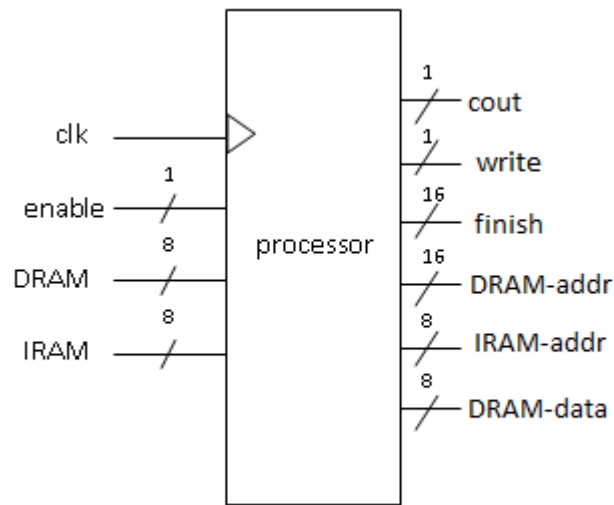 clk
1
enable
8
DRAM
8
IRAM
processor
1
cout
1
write
16
finish
16
DRAM-addr
8
IRAM-addr
8
DRAM-data